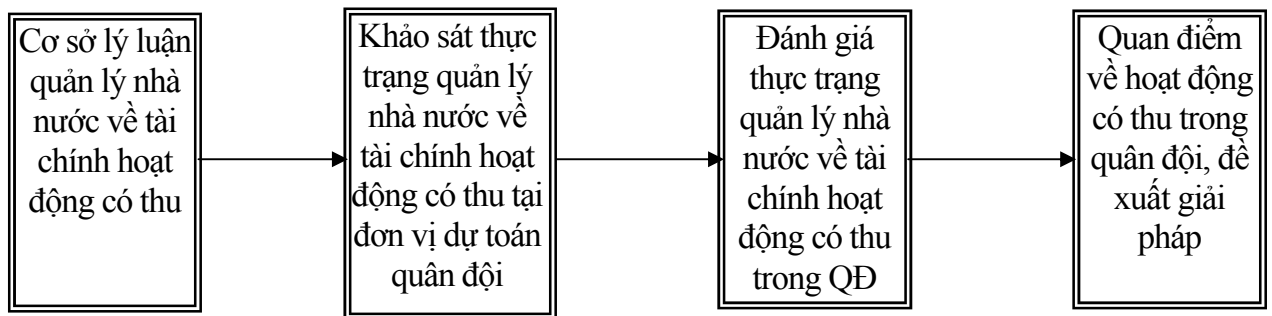 Cơ sở lý luận
quản lý nhà
nước về tài
chính hoạt
động có thu
Khảo sát thực
trạng quản lý
nhà nước về
tài chính hoạt
động có thu tại
đơn vị dự toán
quân đội
Đánh giá
thực trạng
quản lý nhà
nước về tài
chính hoạt
động có thu
trong QĐ
Quan điểm
về hoạt động
có thu trong
quân đội, đề
xuất giải
pháp